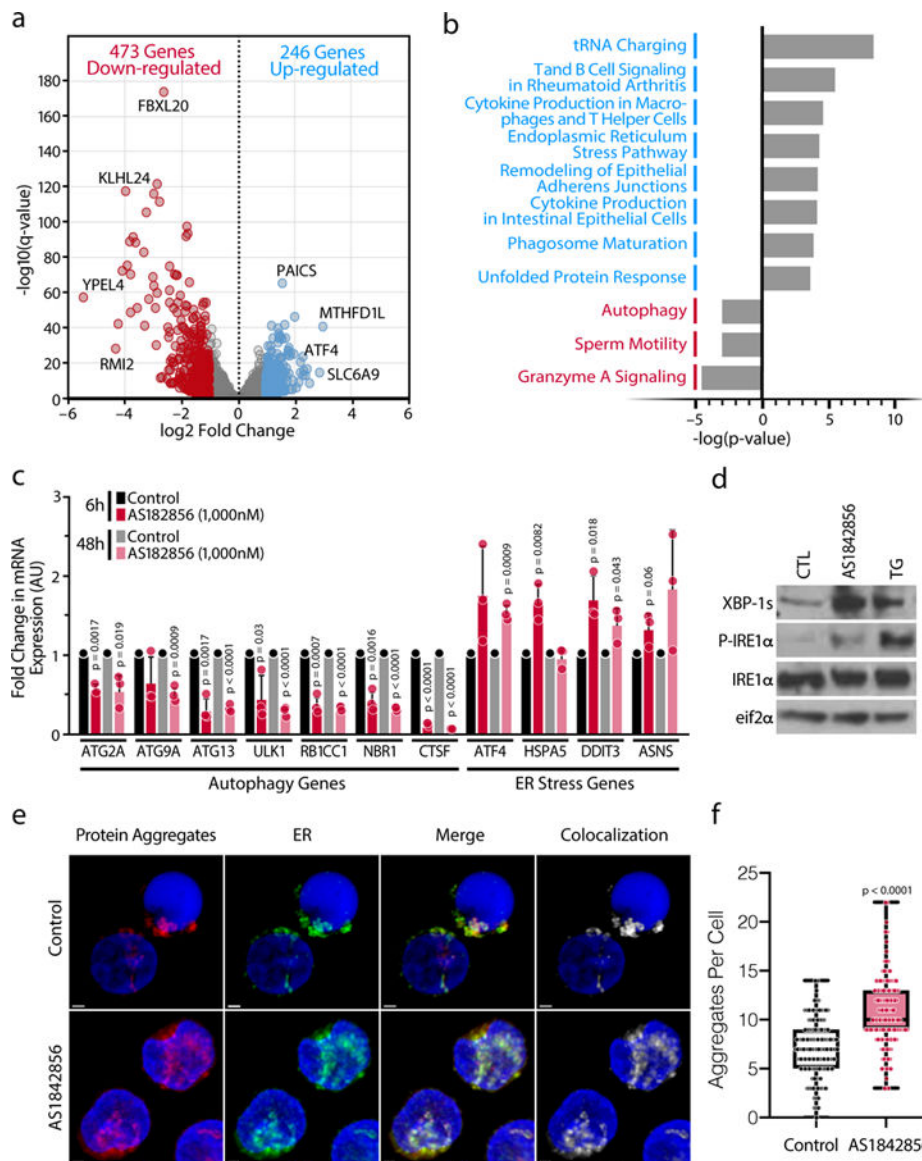 a
473 Genes
Down-regulated
246 Genes
Up-regulated
-log10(q-value)
180
160
140
120
100
80
60
40
20
0
FBXL20
KLHL24
YPEL4
RMI2
PAICS
MTHFD1L
ATF4
SLC6A9
−6
−4
−2
0
2
4
6
log2 Fold Change
b
tRNA Charging
Tand B Cell Signaling
in Rheumatoid Arthritis
Cytokine Production in Macro-
phages and T Helper Cells
Endoplasmic Reticulum
Stress Pathway
Remodeling of Epithelial
Adherens Junctions
Cytokine Production
in Intestinal Epithelial Cells
Phagosome Maturation
Unfolded Protein Response
Autophagy
Sperm Motility
Granzyme A Signaling
−5
0
5
10
-log(p-value)
c
6h
Control
AS182856 (1,000nM)
48h
Control
AS182856 (1,000nM)
Fold Change in mRNA
Expression (AU)
3
2
1
0
p = 0.0017
p = 0.019
p = 0.0009
p = 0.0017
p < 0.0001
p = 0.03
p < 0.0001
p = 0.0007
p < 0.0001
p = 0.0016
p < 0.0001
p < 0.0001
p < 0.0001
p = 0.0009
p = 0.0082
p = 0.018
p = 0.043
p = 0.06
ATG2A
ATG9A
ATG13
ULK1
RB1CC1
NBR1
CTSF
ATF4
HSPA5
DDIT3
ASNS
Autophagy Genes
ER Stress Genes
d
CTL
AS1842856
TG
XBP-1s
P-IRE1α
IRE1α
eif2α
e
Protein Aggregates
ER
Merge
Colocalization
Control
AS1842856
f
Aggregates Per Cell
25
20
15
10
5
0
p < 0.0001
Control
AS184285